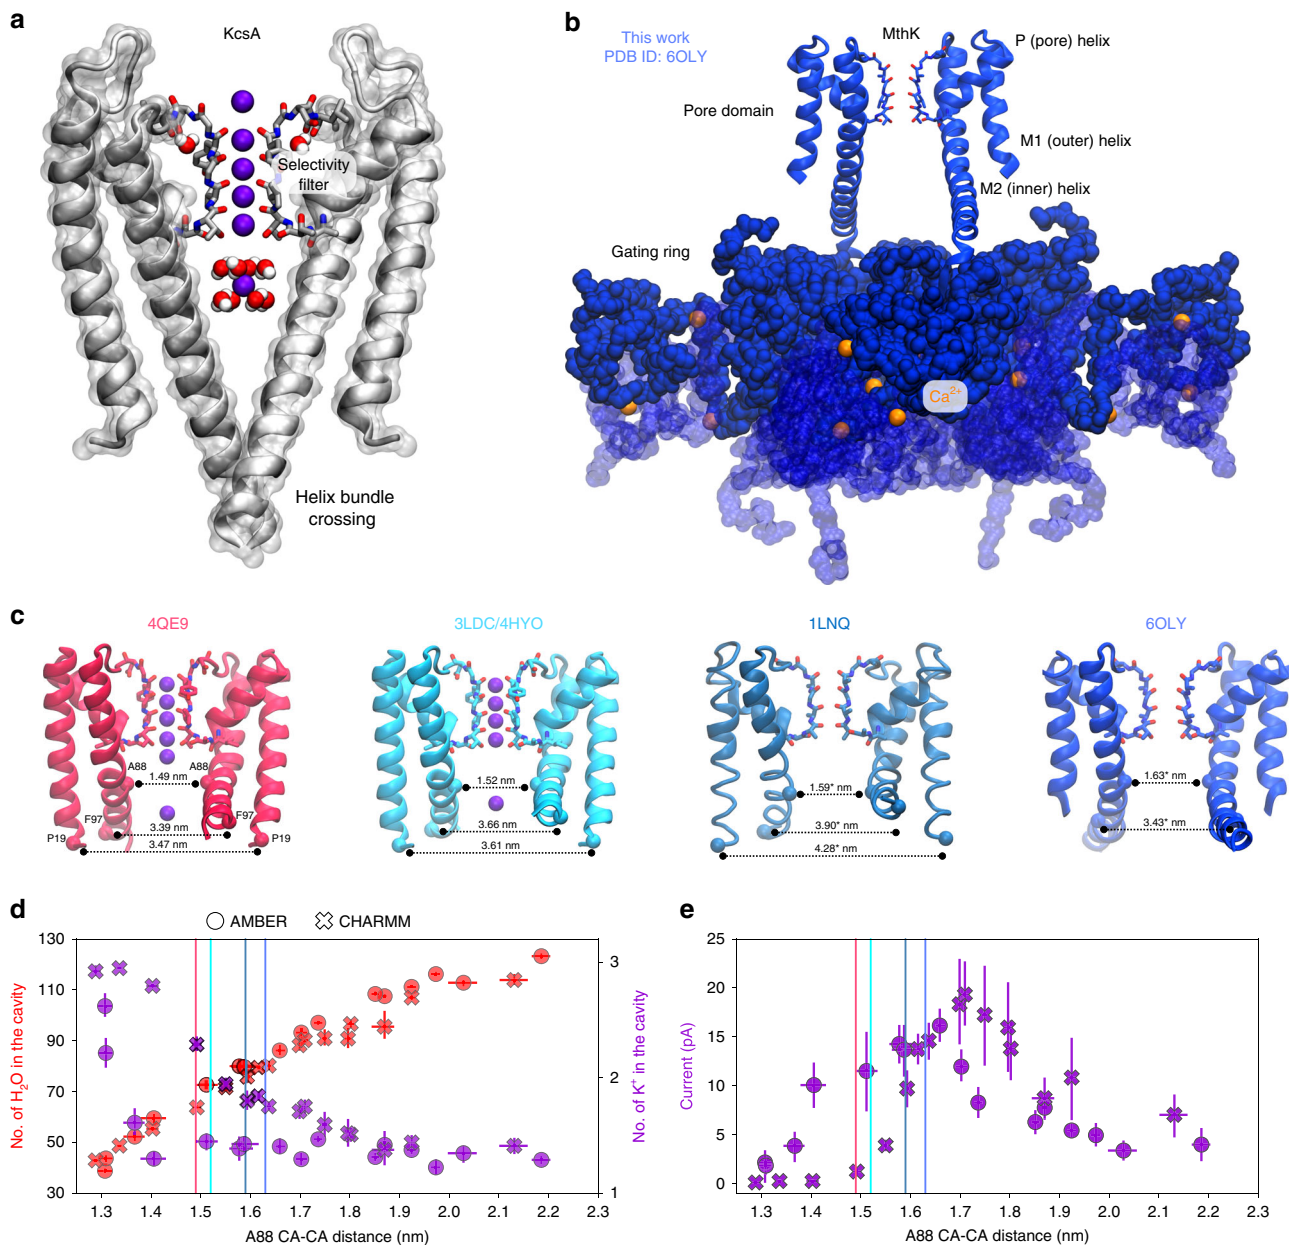 a
KcsA
Selectivity
filter
Helix bundle
crossing
b
This work
PDB ID: 6OLY
MthK
P (pore) helix
Pore domain
M1 (outer) helix
M2 (inner) helix
Gating ring
Ca2+
c
4QE9
3LDC/4HYO
1LNQ
6OLY
A88 A88
1.49 nm
F97 F97
3.39 nm
P19 P19
3.47 nm
1.52 nm
3.66 nm
3.61 nm
1.59* nm
3.90* nm
4.28* nm
1.63* nm
3.43* nm
d
AMBER CHARMM
130
110
90
70
50
30
No. of H2O in the cavity
3
2
1
No. of K+ in the cavity
1.3 1.4 1.5 1.6 1.7 1.8 1.9 2.0 2.1 2.2 2.3
A88 CA-CA distance (nm)
e
25
20
15
10
5
0
Current (pA)
1.3 1.4 1.5 1.6 1.7 1.8 1.9 2.0 2.1 2.2 2.3
A88 CA-CA distance (nm)